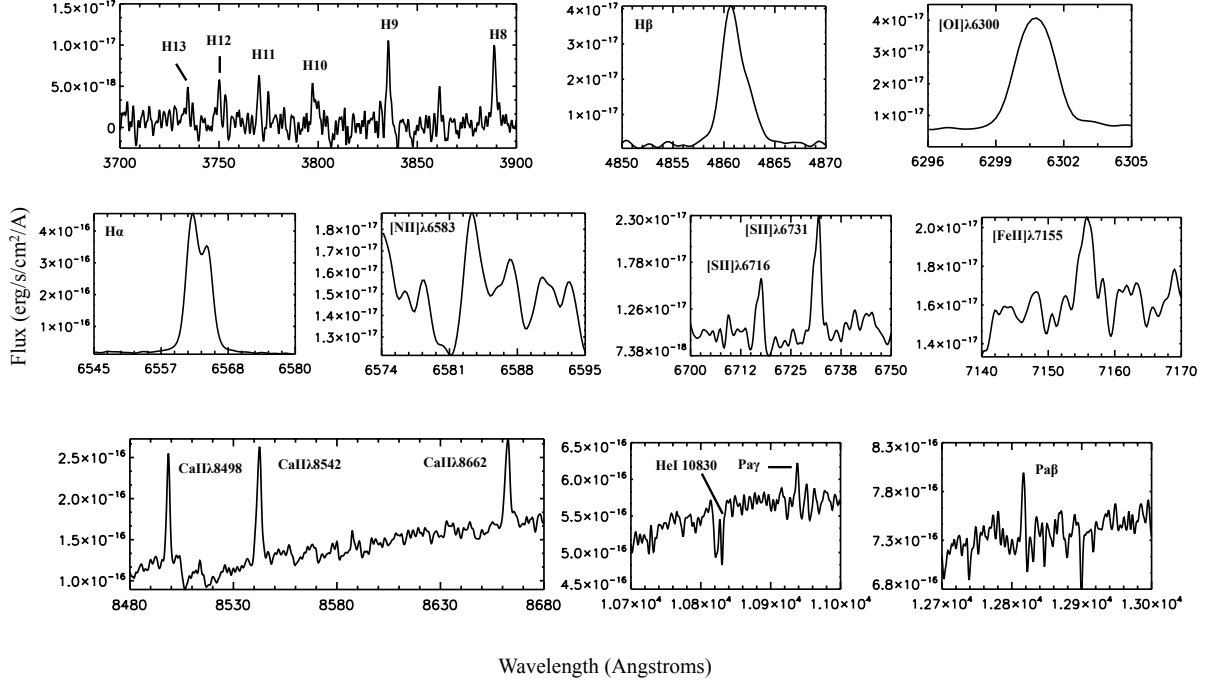 1.5×10⁻¹⁷
1.0×10⁻¹⁷
5.0×10⁻¹⁸
0
H13
H12
H11
H10
H9
H8
3700 3750 3800 3850 3900
4×10⁻¹⁷
3×10⁻¹⁷
2×10⁻¹⁷
1×10⁻¹⁷
Hβ
4850 4855 4860 4865 4870
4×10⁻¹⁷
3×10⁻¹⁷
2×10⁻¹⁷
1×10⁻¹⁷
[OI]λ6300
6296 6299 6302 6305
Flux (erg/s/cm²/A)
4×10⁻¹⁶
3×10⁻¹⁶
2×10⁻¹⁶
1×10⁻¹⁶
Hα
6545 6557 6568 6580
1.8×10⁻¹⁷
1.7×10⁻¹⁷
1.6×10⁻¹⁷
1.5×10⁻¹⁷
1.4×10⁻¹⁷
1.3×10⁻¹⁷
[NII]λ6583
6574 6581 6588 6595
2.30×10⁻¹⁷
1.78×10⁻¹⁷
1.26×10⁻¹⁷
7.38×10⁻¹⁸
[SII]λ6731
[SII]λ6716
6700 6712 6725 6738 6750
2.0×10⁻¹⁷
1.8×10⁻¹⁷
1.6×10⁻¹⁷
1.4×10⁻¹⁷
[FeII]λ7155
7140 7150 7160 7170
2.5×10⁻¹⁶
2.0×10⁻¹⁶
1.5×10⁻¹⁶
1.0×10⁻¹⁶
CaIIλ8498
CaIIλ8542
CaIIλ8662
8480 8530 8580 8630 8680
6.5×10⁻¹⁶
6.0×10⁻¹⁶
5.5×10⁻¹⁶
5.0×10⁻¹⁶
4.5×10⁻¹⁶
HeI 10830
Paγ
1.07×10⁴ 1.08×10⁴ 1.09×10⁴ 1.10×10⁴
8.3×10⁻¹⁶
7.8×10⁻¹⁶
7.3×10⁻¹⁶
6.8×10⁻¹⁶
Paβ
1.27×10⁴ 1.28×10⁴ 1.29×10⁴ 1.30×10⁴
Wavelength (Angstroms)